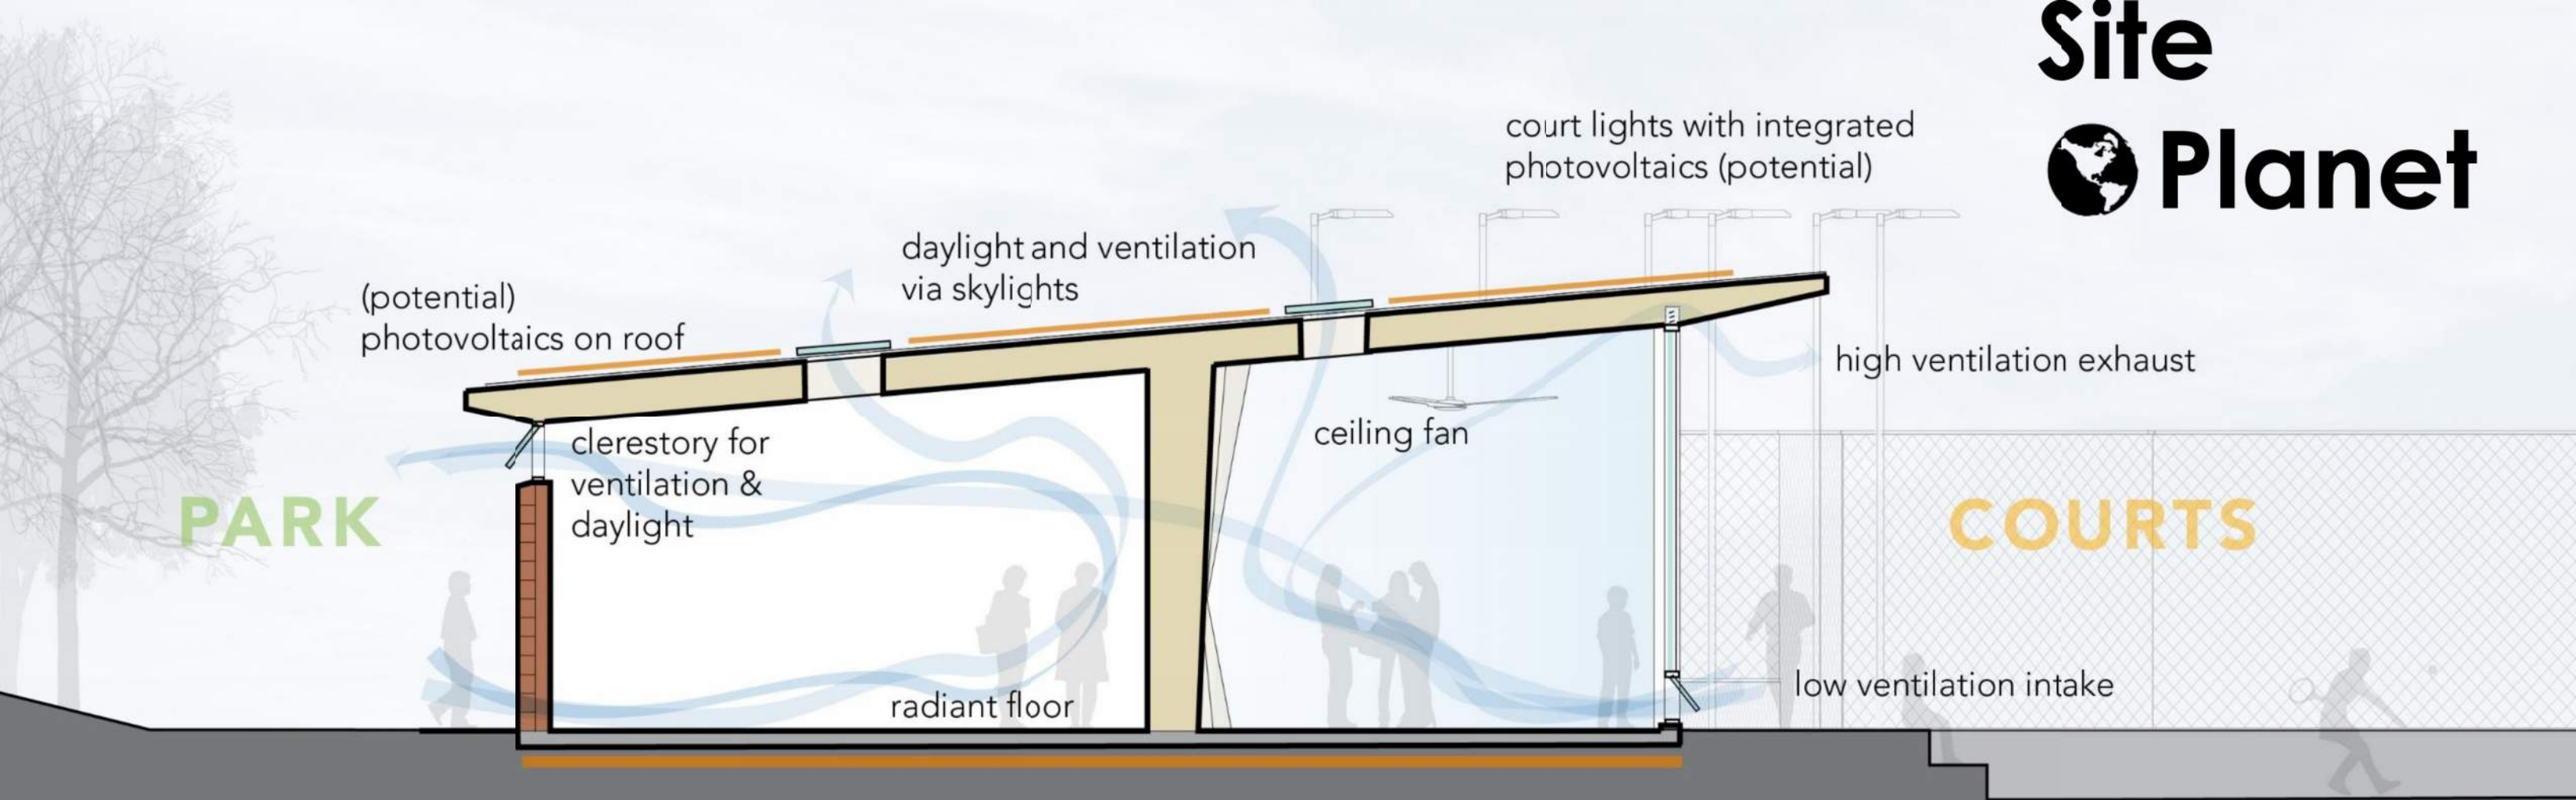 Site
Planet
court lights with integrated
photovoltaics (potential)
daylight and ventilation
via skylights
(potential)
photovoltaics on roof
high ventilation exhaust
clerestory for
ventilation &
daylight
ceiling fan
PARK
COURTS
radiant floor
low ventilation intake